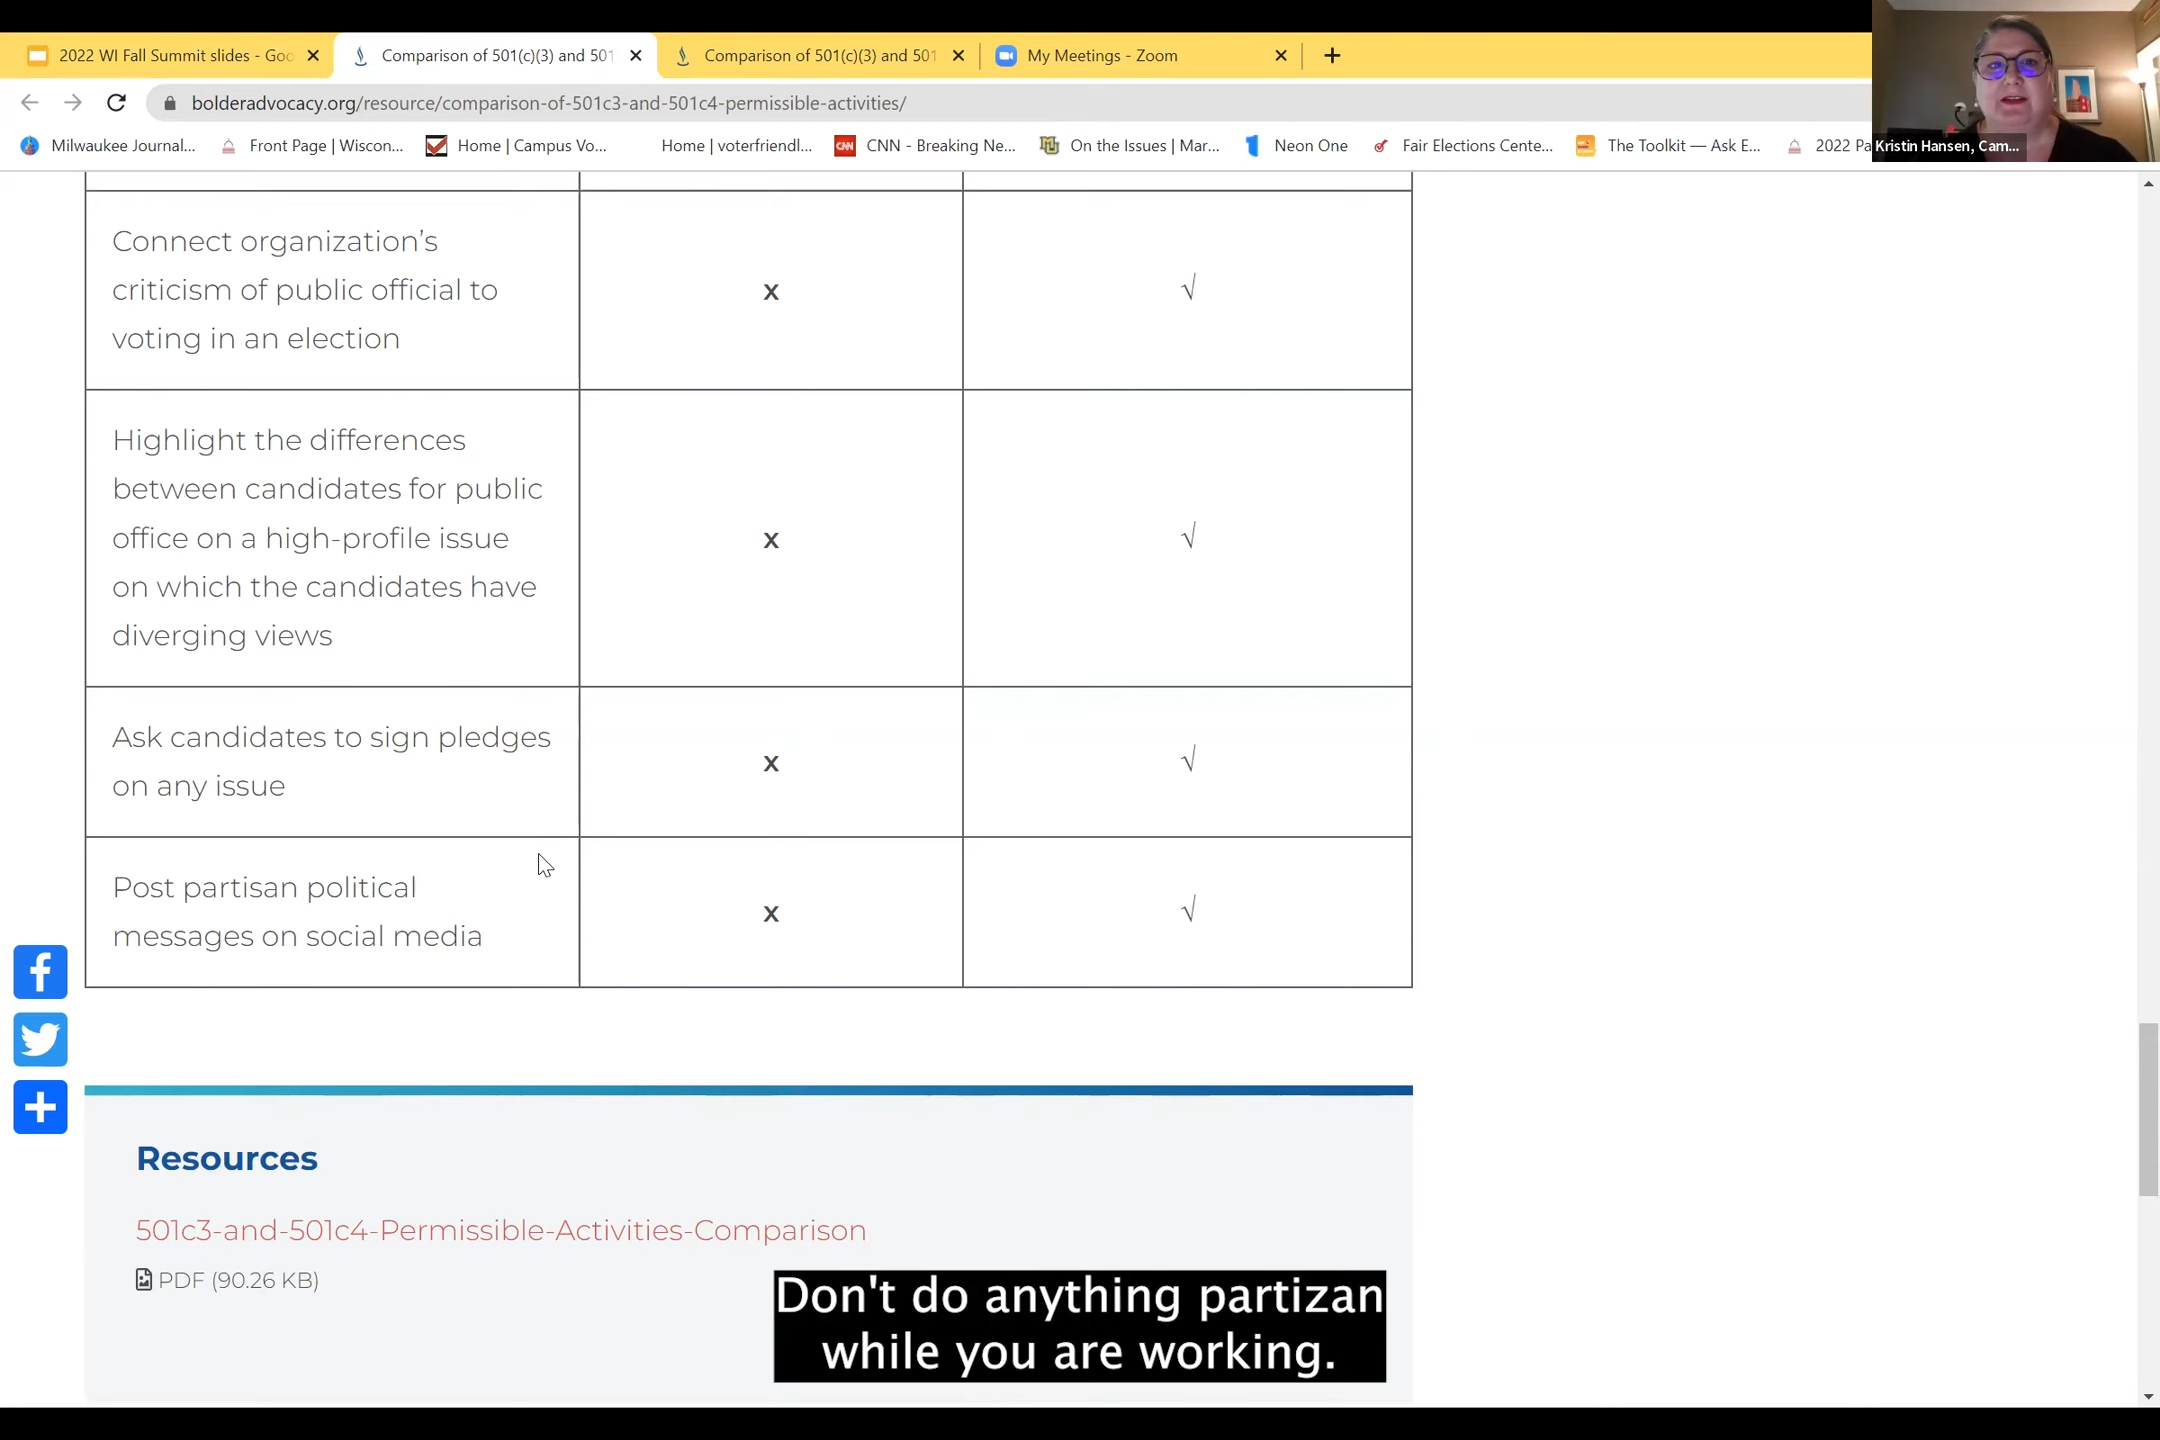 2022 WI Fall Summit slides - Goo
Comparison of 501(c)(3) and 501
Comparison of 501(c)(3) and 501
My Meetings - Zoom
bolderadvocacy.org/resource/comparison-of-501c3-and-501c4-permissible-activities/
Milwaukee Journal...
Front Page | Wiscon...
Home | Campus Vo...
Home | voterfriendl...
CNN
CNN - Breaking Ne...
On the Issues | Mar...
Neon One
Fair Elections Cente...
The Toolkit — Ask E...
2022 Pa
Kristin Hansen, Cam...
Connect organization’s
criticism of public official to
voting in an election
x
√
Highlight the differences
between candidates for public
office on a high-profile issue
on which the candidates have
diverging views
x
√
Ask candidates to sign pledges
on any issue
x
√
Post partisan political
messages on social media
x
√
Resources
501c3-and-501c4-Permissible-Activities-Comparison
PDF (90.26 KB)
Don't do anything partizan
while you are working.